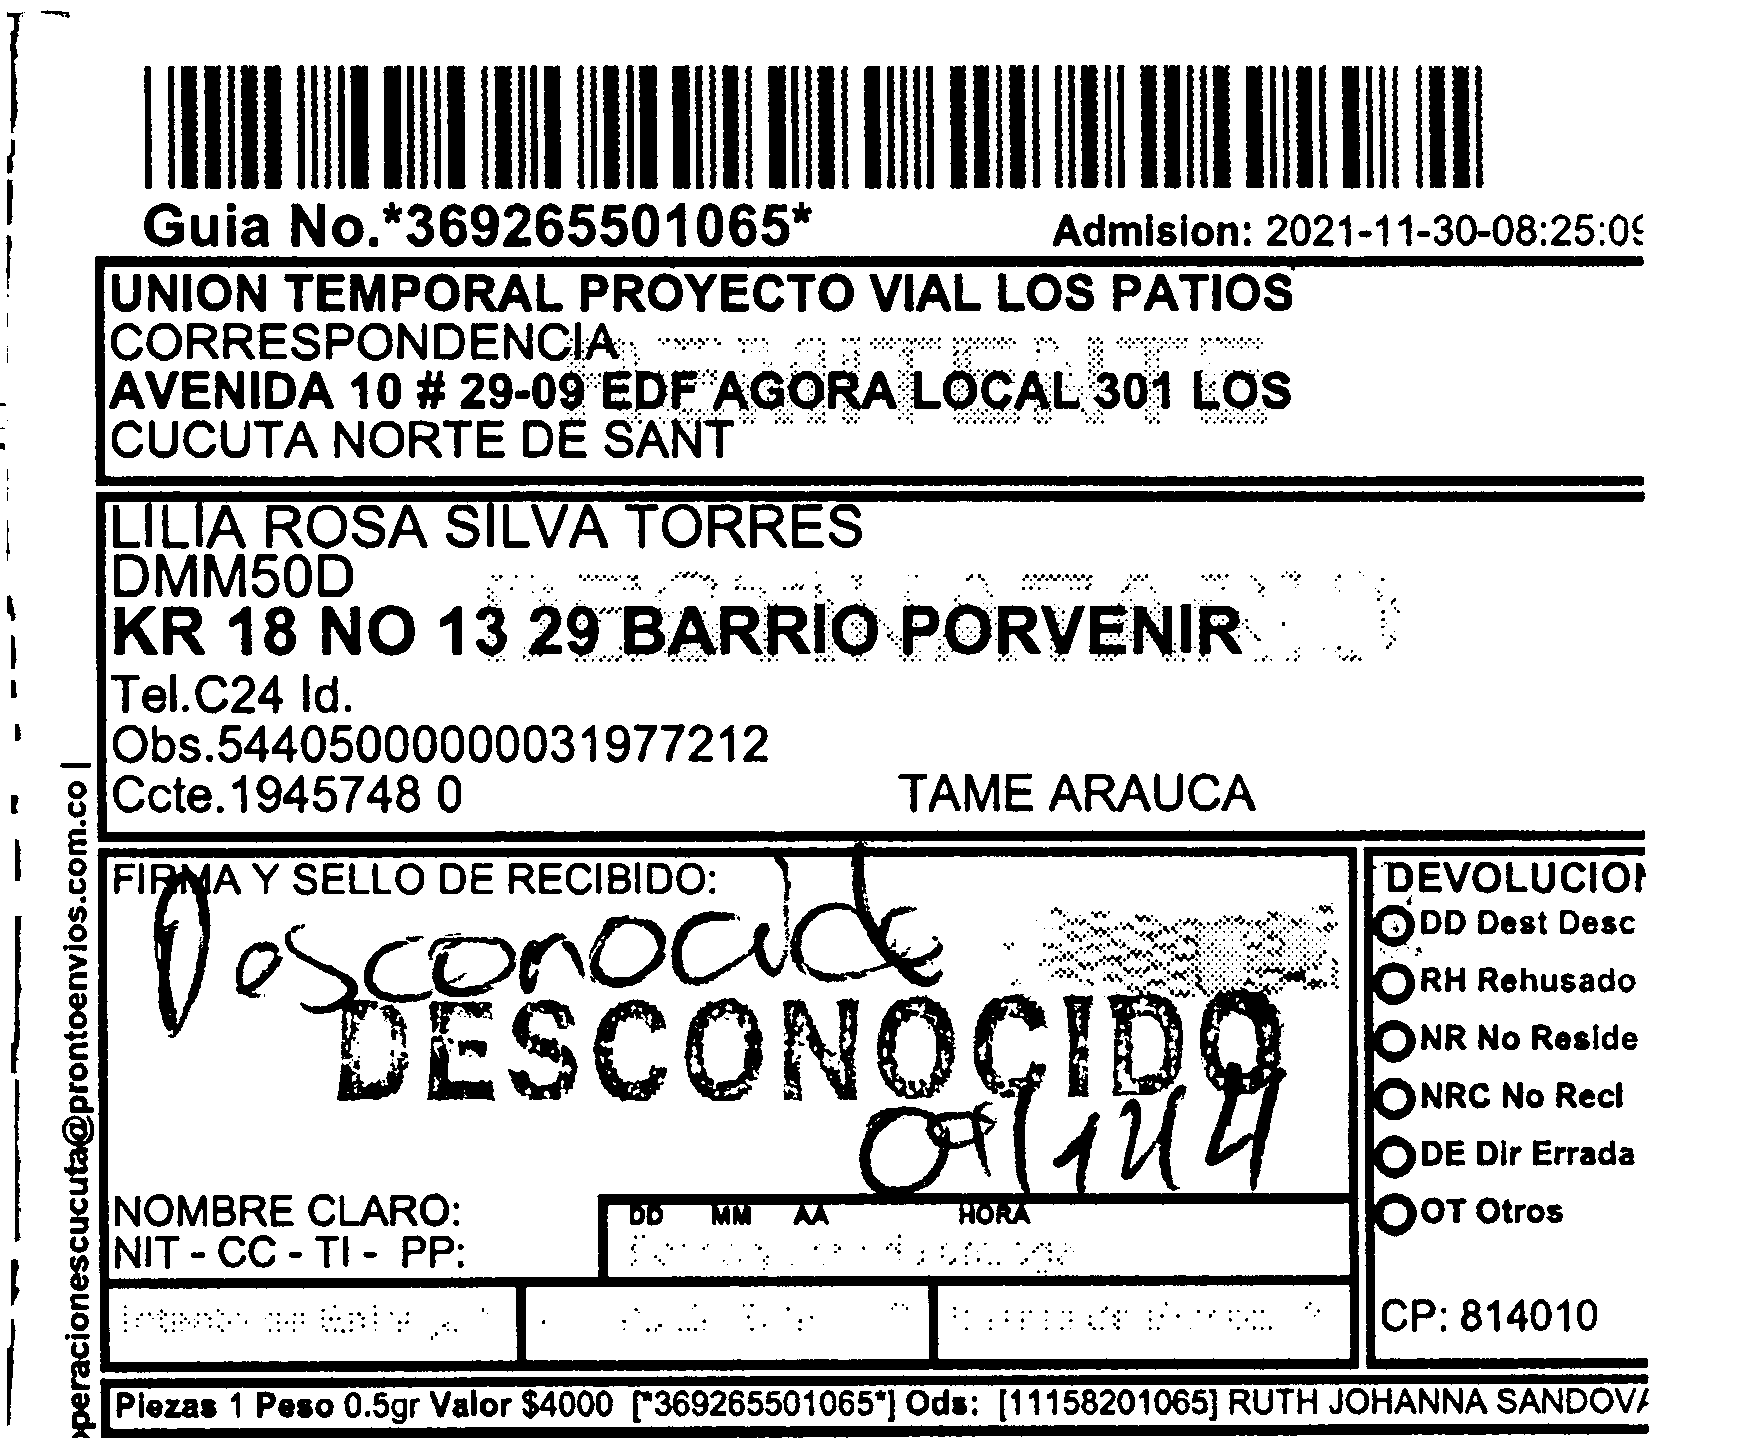 Guia No.*369265501065*
Admision: 2021-11-30-08:25:09
UNION TEMPORAL PROYECTO VIAL LOS PATIOS
CORRESPONDENCIA
REMITENTE
AVENIDA 10 # 29-09 EDF AGORA LOCAL 301 LOS
CUCUTA NORTE DE SANT
LILIA ROSA SILVA TORRES
DMM50D
DESTINATARIO
KR 18 NO 13 29 BARRIO PORVENIR
Tel.C24 Id.
Obs.544050000000031977212
Ccte.1945748 0
TAME ARAUCA
peracionescucuta@prontoenvios.com.co |
FIRMA Y SELLO DE RECIBIDO:
Desconocido
DESCONOCIDO
NOMBRE CLARO:
NIT - CC - TI - PP:
DD MM AA HORA
DEVOLUCION
DD Dest Desc
RH Rehusado
NR No Reside
NRC No Recl
DE Dir Errada
OT Otros
CP: 814010
Piezas 1 Peso 0.5gr Valor $4000 [*369265501065*] Ods: [11158201065] RUTH JOHANNA SANDOVA